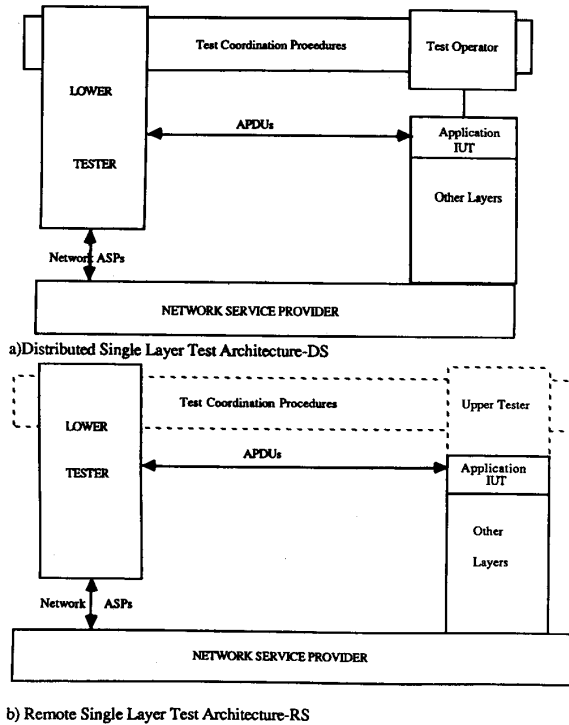 Test Coordination Proedures
Test Operator
LOWER
TESTER
APDUs
Application
IUT
Other Layers
Network ASPs
NETWORK SERVICE PROVIDER
a)Distributed Single Layer Test Architecture-DS
Test Coordination Procedures
Upper Tester
LOWER
TESTER
APDUs
Application
IUT
Other
Layers
Network ASPs
NETWORK SERVICE PROVIDER
b) Remote Single Layer Test Architecture-RS